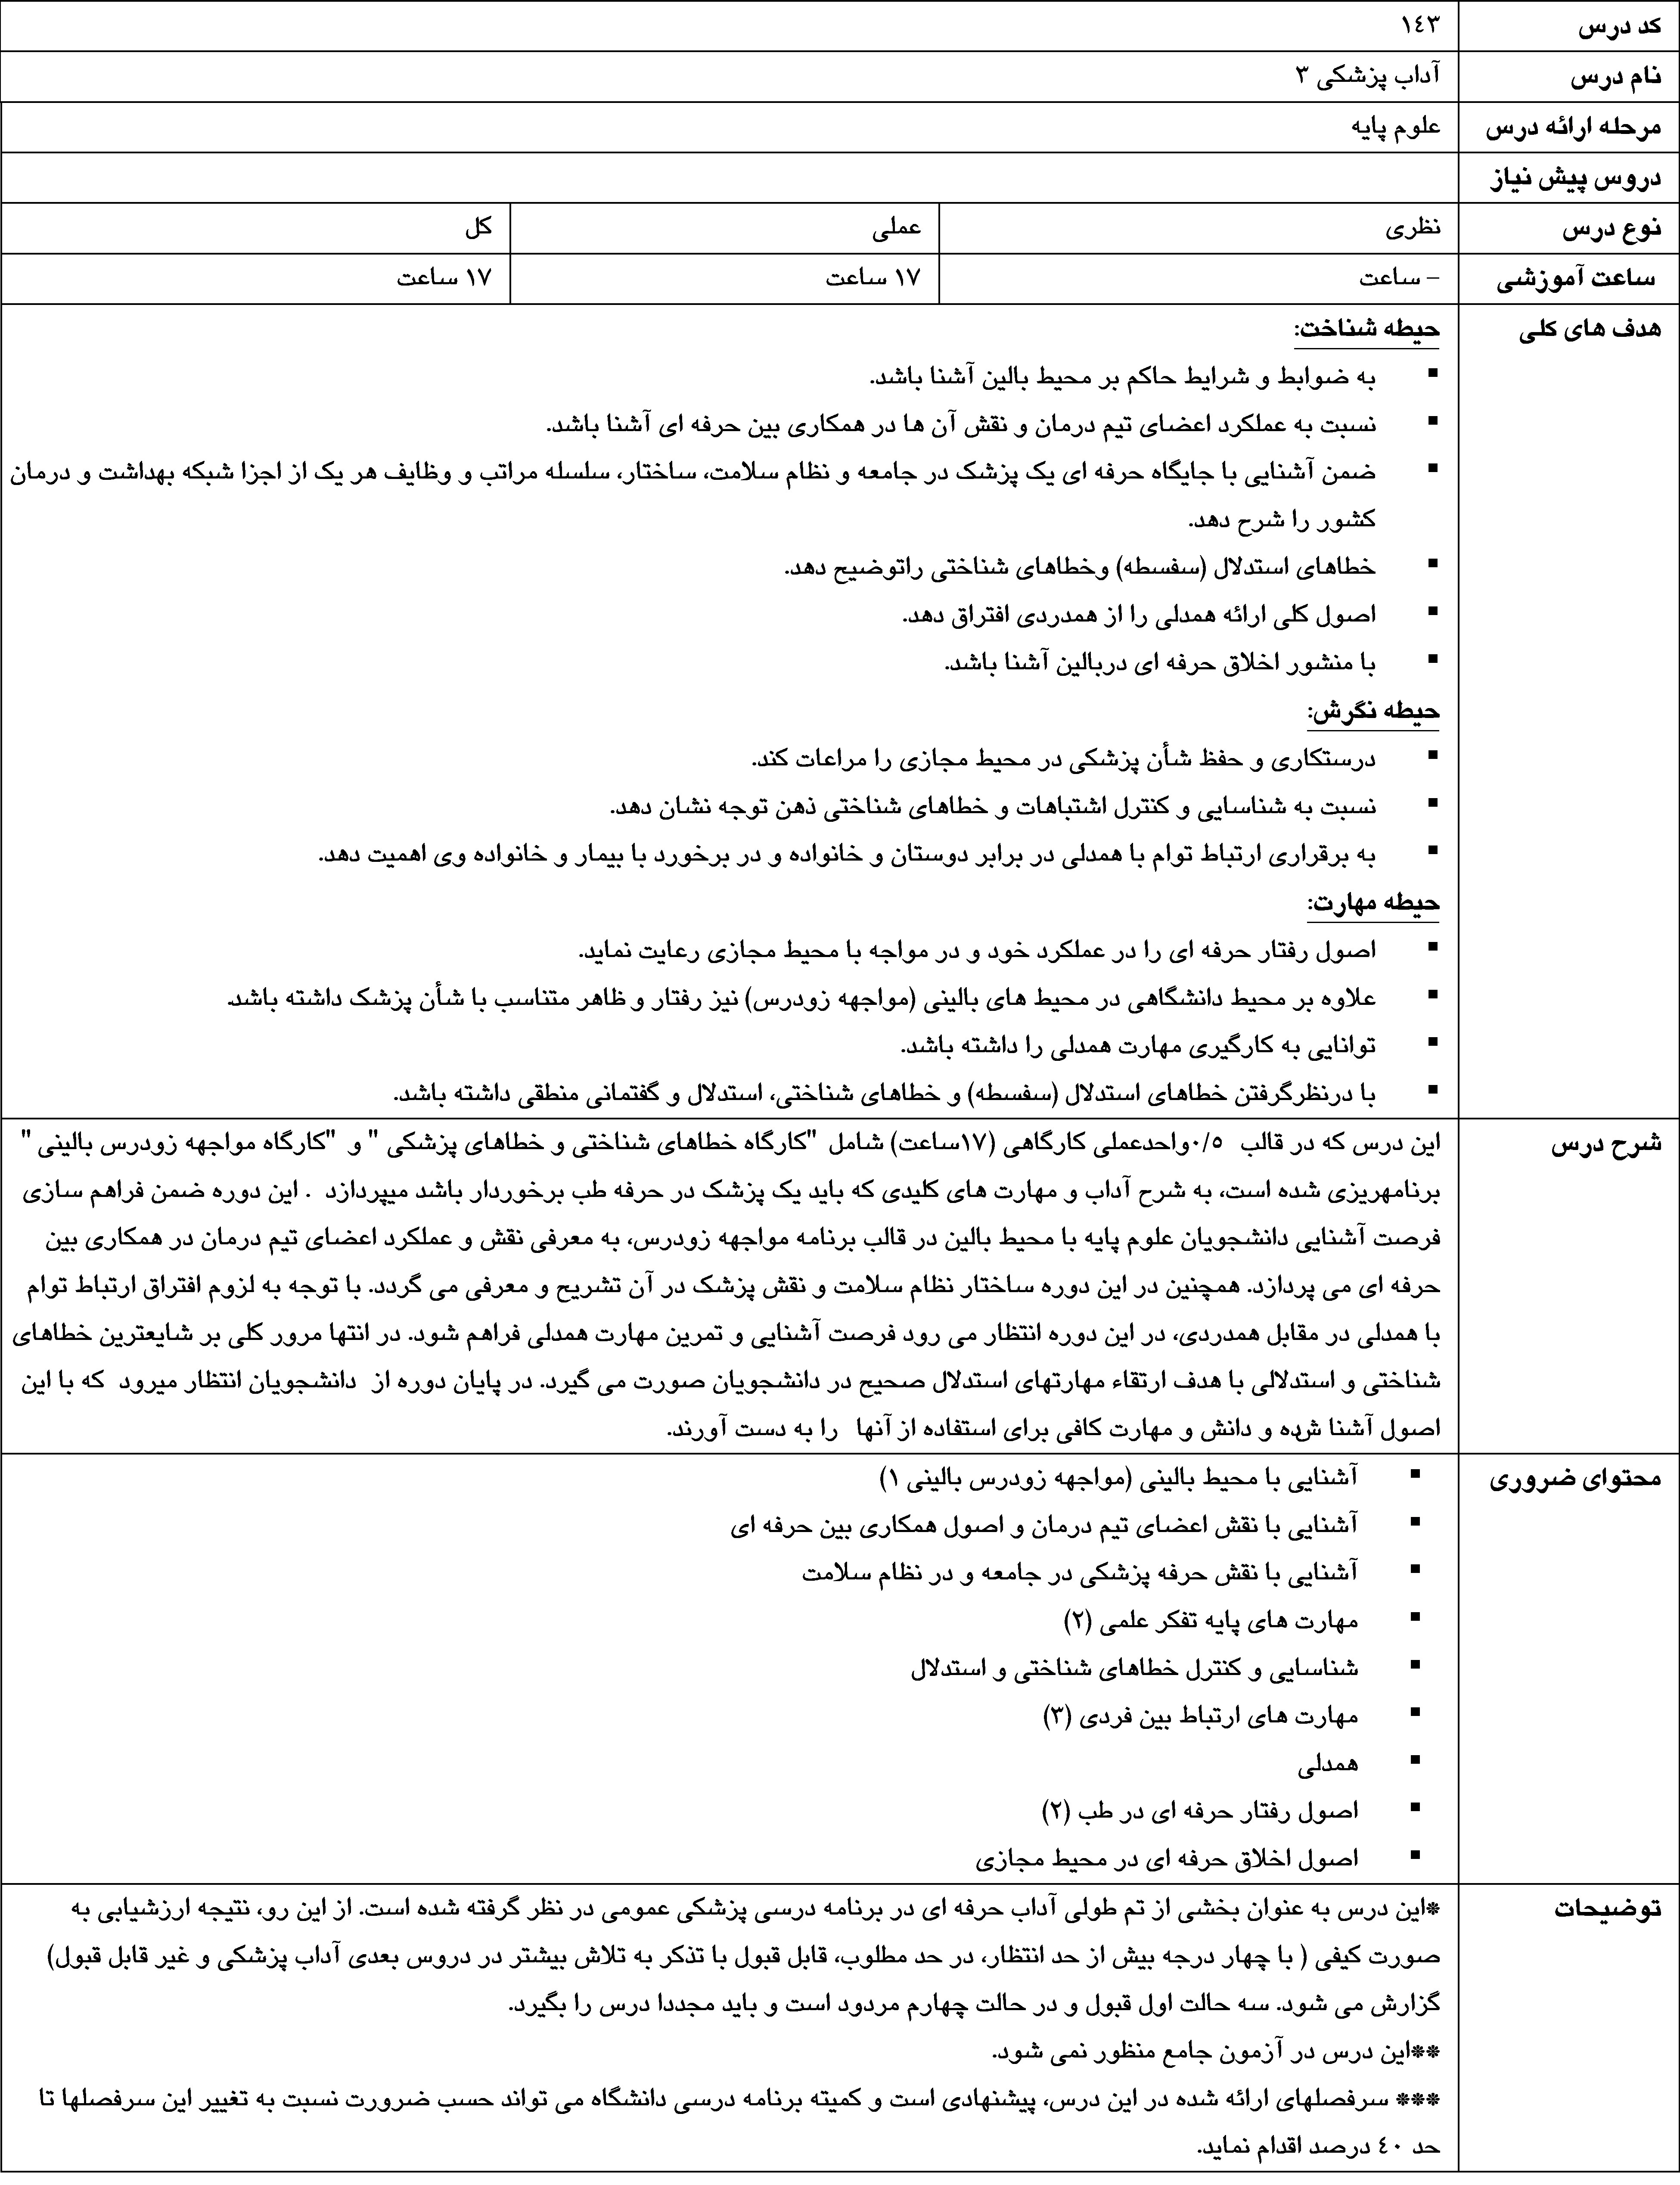 کد درس ۱٤۳
نام درس آداب پزشکی ۳
مرحله ارائه درس علوم پایه
دروس پیش نیاز
نوع درس نظری عملی کل
ساعت آموزشی – ساعت ۱۷ ساعت ۱۷ ساعت
هدف های کلی حیطه شناخت:
▪ به ضوابط و شرایط حاکم بر محیط بالین آشنا باشد.
▪ نسبت به عملکرد اعضای تیم درمان و نقش آن ها در همکاری بین حرفه ای آشنا باشد.
▪ ضمن آشنایی با جایگاه حرفه ای یک پزشک در جامعه و نظام سلامت، ساختار، سلسله مراتب و وظایف هر یک از اجزا شبکه بهداشت و درمان
کشور را شرح دهد.
▪ خطاهای استدلال (سفسطه) وخطاهای شناختی راتوضیح دهد.
▪ اصول کلی ارائه همدلی را از همدردی افتراق دهد.
▪ با منشور اخلاق حرفه ای دربالین آشنا باشد.
حیطه نگرش:
▪ درستکاری و حفظ شأن پزشکی در محیط مجازی را مراعات کند.
▪ نسبت به شناسایی و کنترل اشتباهات و خطاهای شناختی ذهن توجه نشان دهد.
▪ به برقراری ارتباط توام با همدلی در برابر دوستان و خانواده و در برخورد با بیمار و خانواده وی اهمیت دهد.
حیطه مهارت:
▪ اصول رفتار حرفه ای را در عملکرد خود و در مواجه با محیط مجازی رعایت نماید.
▪ علاوه بر محیط دانشگاهی در محیط های بالینی (مواجهه زودرس) نیز رفتار و ظاهر متناسب با شأن پزشک داشته باشد.
▪ توانایی به کارگیری مهارت همدلی را داشته باشد.
▪ با درنظرگرفتن خطاهای استدلال (سفسطه) و خطاهای شناختی، استدلال و گفتمانی منطقی داشته باشد.
شرح درس این درس که در قالب ۰/٥واحدعملی کارگاهی (۱۷ساعت) شامل "کارگاه خطاهای شناختی و خطاهای پزشکی " و "کارگاه مواجهه زودرس بالینی "
برنامهریزی شده است، به شرح آداب و مهارت های کلیدی که باید یک پزشک در حرفه طب برخوردار باشد میپردازد . این دوره ضمن فراهم سازی
فرصت آشنایی دانشجویان علوم پایه با محیط بالین در قالب برنامه مواجهه زودرس، به معرفی نقش و عملکرد اعضای تیم درمان در همکاری بین
حرفه ای می پردازد. همچنین در این دوره ساختار نظام سلامت و نقش پزشک در آن تشریح و معرفی می گردد. با توجه به لزوم افتراق ارتباط توام
با همدلی در مقابل همدردی، در این دوره انتظار می رود فرصت آشنایی و تمرین مهارت همدلی فراهم شود. در انتها مرور کلی بر شایعترین خطاهای
شناختی و استدلالی با هدف ارتقاء مهارتهای استدلال صحیح در دانشجویان صورت می گیرد. در پایان دوره از دانشجویان انتظار میرود که با این
اصول آشنا شده و دانش و مهارت کافی برای استفاده از آنها را به دست آورند.
محتوای ضروری ▪ آشنایی با محیط بالینی (مواجهه زودرس بالینی ۱)
▪ آشنایی با نقش اعضای تیم درمان و اصول همکاری بین حرفه ای
▪ آشنایی با نقش حرفه پزشکی در جامعه و در نظام سلامت
▪ مهارت های پایه تفکر علمی (۲)
▪ شناسایی و کنترل خطاهای شناختی و استدلال
▪ مهارت های ارتباط بین فردی (۳)
▪ همدلی
▪ اصول رفتار حرفه ای در طب (۲)
▪ اصول اخلاق حرفه ای در محیط مجازی
توضیحات *این درس به عنوان بخشی از تم طولی آداب حرفه ای در برنامه درسی پزشکی عمومی در نظر گرفته شده است. از این رو، نتیجه ارزشیابی به
صورت کیفی ( با چهار درجه بیش از حد انتظار، در حد مطلوب، قابل قبول با تذکر به تلاش بیشتر در دروس بعدی آداب پزشکی و غیر قابل قبول)
گزارش می شود. سه حالت اول قبول و در حالت چهارم مردود است و باید مجددا درس را بگیرد.
**این درس در آزمون جامع منظور نمی شود.
*** سرفصلهای ارائه شده در این درس، پیشنهادی است و کمیته برنامه درسی دانشگاه می تواند حسب ضرورت نسبت به تغییر این سرفصلها تا
حد ٤۰ درصد اقدام نماید.